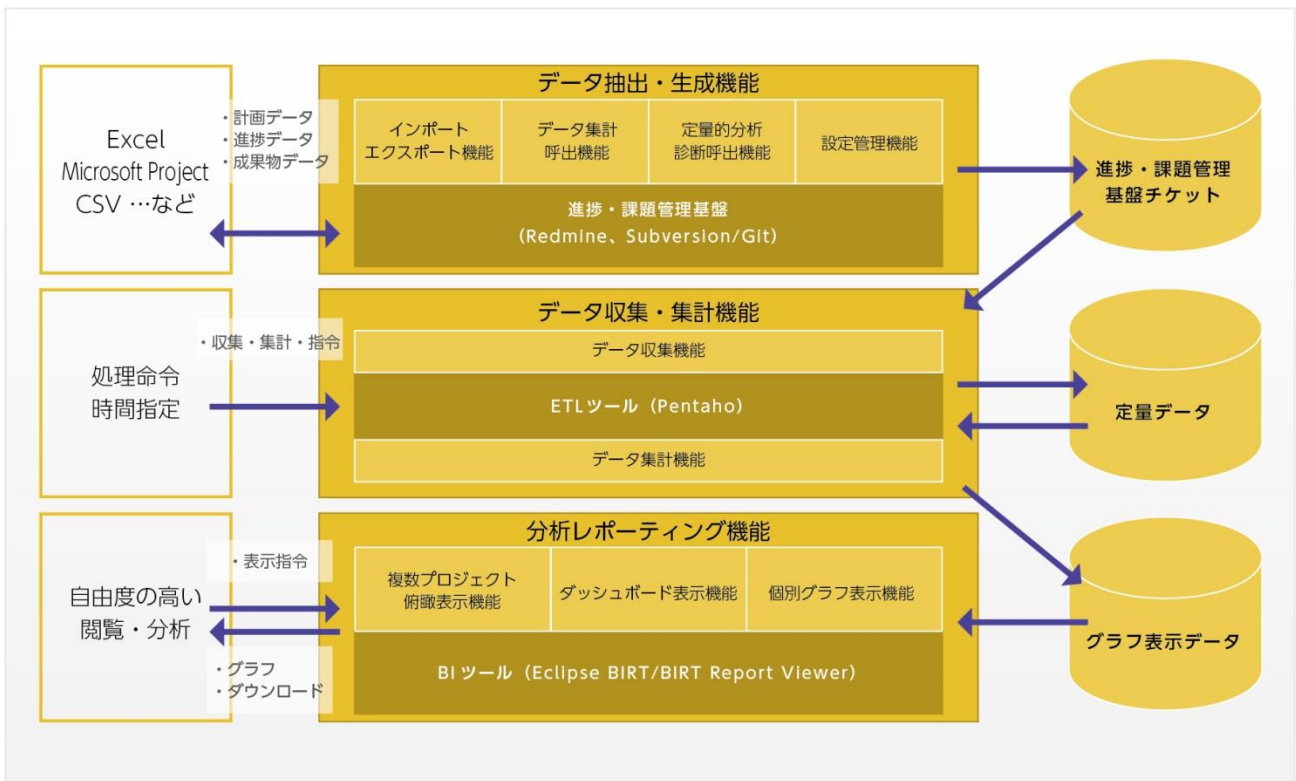 Excel
Microsoft Project
CSV …など
・計画データ
・進捗データ
・成果物データ
データ抽出・生成機能
インポート
エクスポート機能
データ集計
呼出機能
定量的分析
診断呼出機能
設定管理機能
進捗・課題管理基盤
(Redmine、Subversion/Git)
進捗・課題管理
基盤チケット
処理命令
時間指定
・収集・集計・指令
データ収集・集計機能
データ収集機能
ETLツール（Pentaho）
データ集計機能
定量データ
自由度の高い
閲覧・分析
・表示指令
・グラフ
・ダウンロード
分析レポーティング機能
複数プロジェクト
俯瞰表示機能
ダッシュボード表示機能
個別グラフ表示機能
BI ツール（Eclipse BIRT/BIRT Report Viewer）
グラフ表示データ